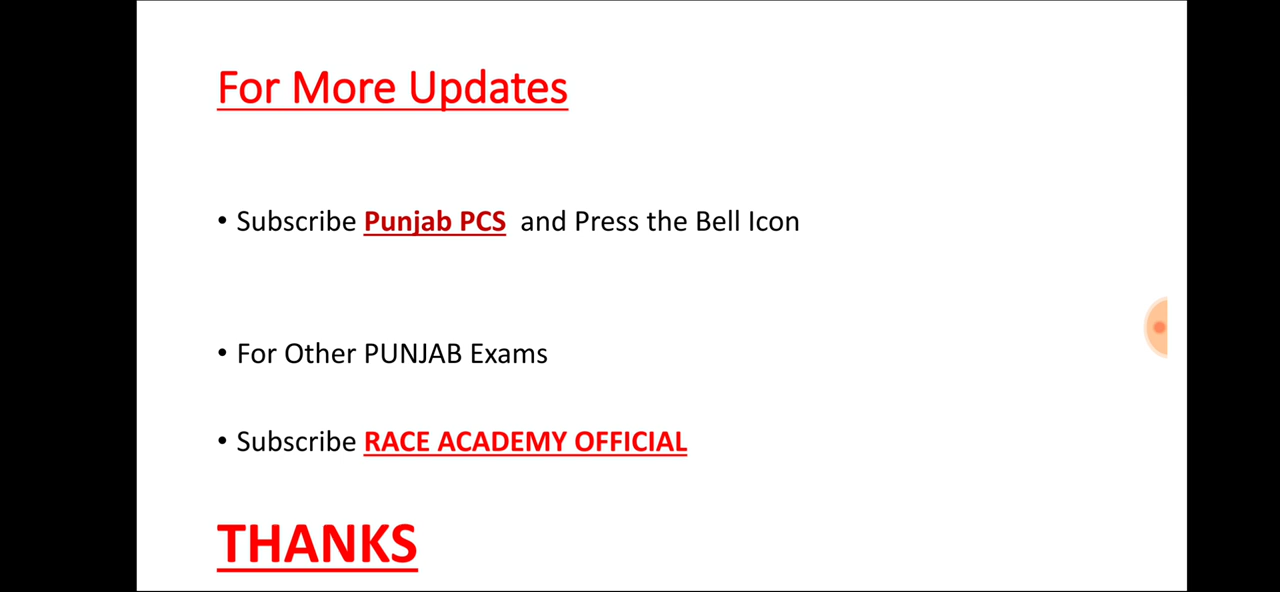 For More Updates
• Subscribe Punjab PCS and Press the Bell Icon
• For Other PUNJAB Exams
• Subscribe RACE ACADEMY OFFICIAL
THANKS